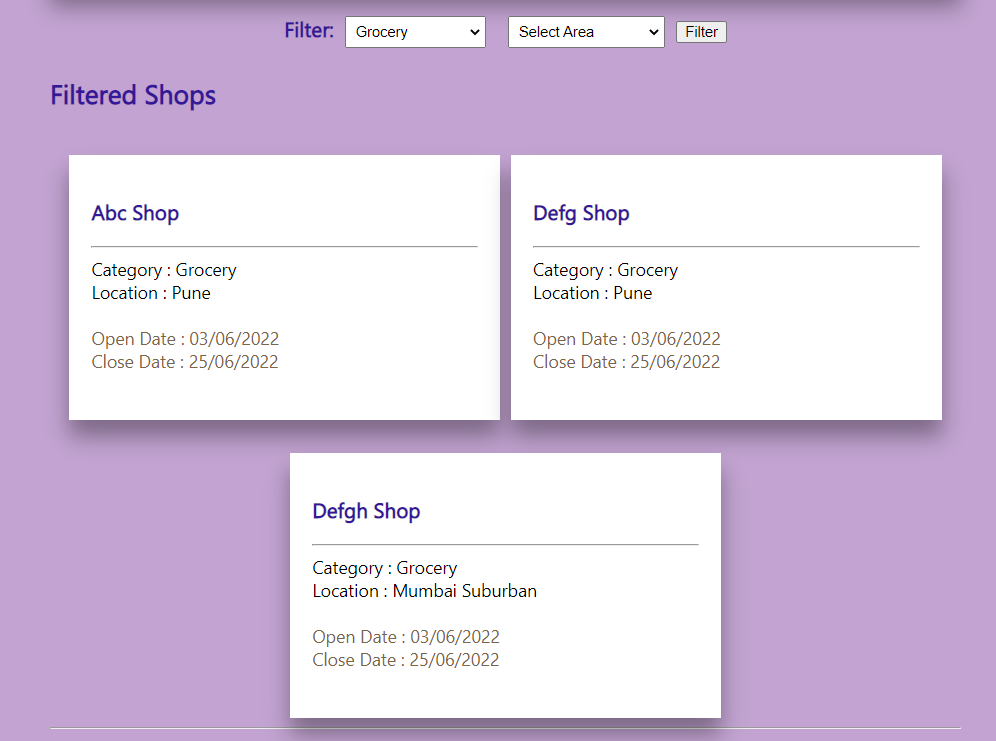 Filter: Grocery Select Area Filter
Filtered Shops
Abc Shop
Category : Grocery
Location : Pune
Open Date : 03/06/2022
Close Date : 25/06/2022
Defg Shop
Category : Grocery
Location : Pune
Open Date : 03/06/2022
Close Date : 25/06/2022
Defgh Shop
Category : Grocery
Location : Mumbai Suburban
Open Date : 03/06/2022
Close Date : 25/06/2022